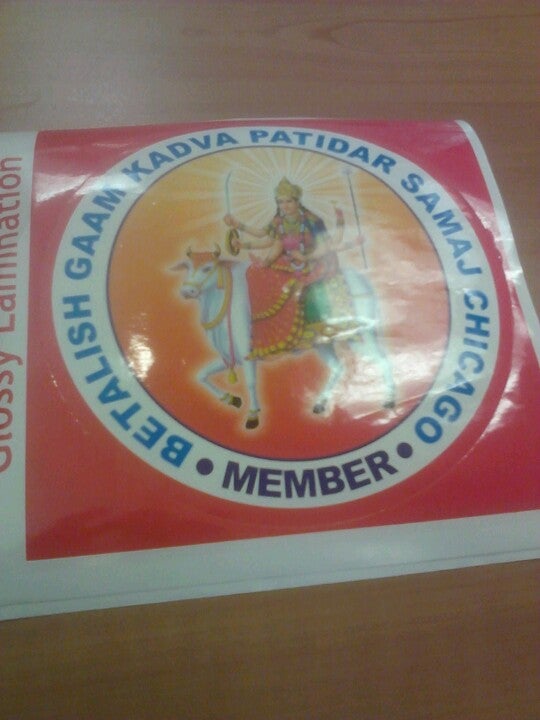 BETALISH GAAM KADVA PATIDAR SAMAJ CHICAGO
• MEMBER •
Glossy Lamination